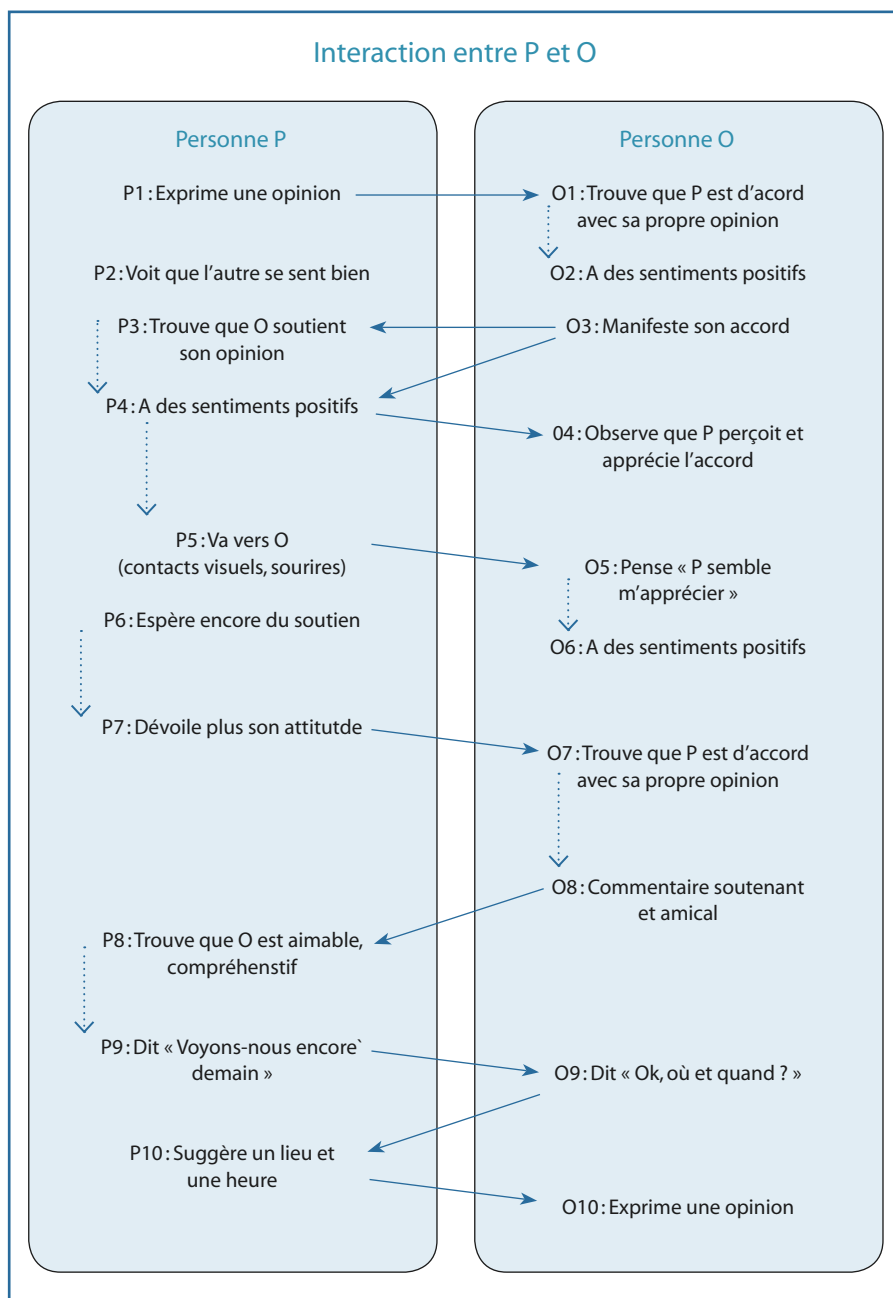 Interaction entre P et O
Personne P
P1 : Exprime une opinion
P2 : Voit que l'autre se sent bien
P3 : Trouve que O soutient
son opinion
P4 : A des sentiments positifs
P5 : Va vers O
(contacts visuels, sourires)
P6 : Espère encore du soutien
P7 : Dévoile plus son attitutde
P8 : Trouve que O est aimable,
compréhenstif
P9 : Dit « Voyons-nous encore`
demain »
P10 : Suggère un lieu et
une heure
Personne O
O1 : Trouve que P est d'acord
avec sa propre opinion
O2 : A des sentiments positifs
O3 : Manifeste son accord
04 : Observe que P perçoit et
apprécie l'accord
O5 : Pense « P semble
m'apprécier »
O6 : A des sentiments positifs
O7 : Trouve que P est d'accord
avec sa propre opinion
O8 : Commentaire soutenant
et amical
O9 : Dit « Ok, où et quand ? »
O10 : Exprime une opinion